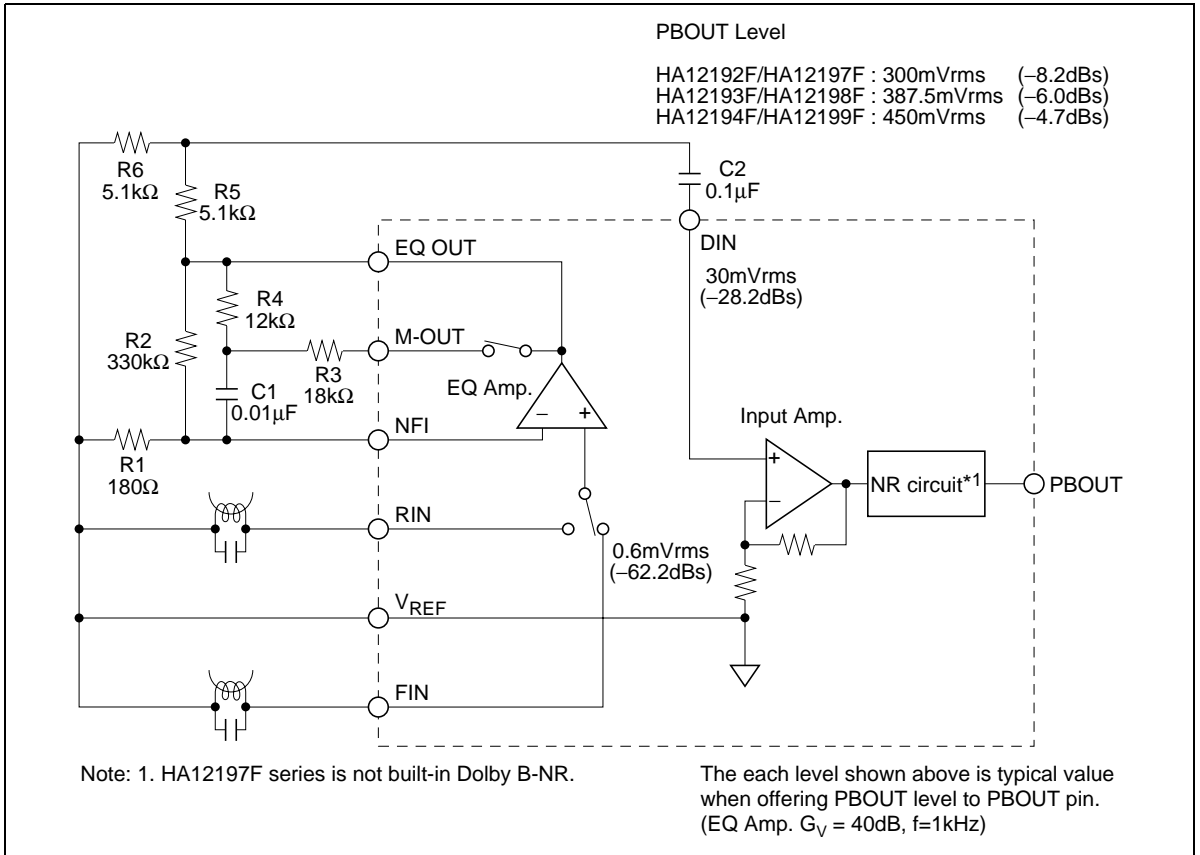 PBOUT Level
HA12192F/HA12197F : 300mVrms (−8.2dBs)
HA12193F/HA12198F : 387.5mVrms (−6.0dBs)
HA12194F/HA12199F : 450mVrms (−4.7dBs)
R6
5.1kΩ
R5
5.1kΩ
C2
0.1µF
DIN
30mVrms
(−28.2dBs)
EQ OUT
R4
12kΩ
R2
330kΩ
M-OUT
R3
18kΩ
C1
0.01µF
EQ Amp.
− +
NFI
R1
180Ω
Input Amp.
+
−
NR circuit*1
PBOUT
RIN
0.6mVrms
(−62.2dBs)
VREF
FIN
Note: 1. HA12197F series is not built-in Dolby B-NR.
The each level shown above is typical value
when offering PBOUT level to PBOUT pin.
(EQ Amp. GV = 40dB, f=1kHz)